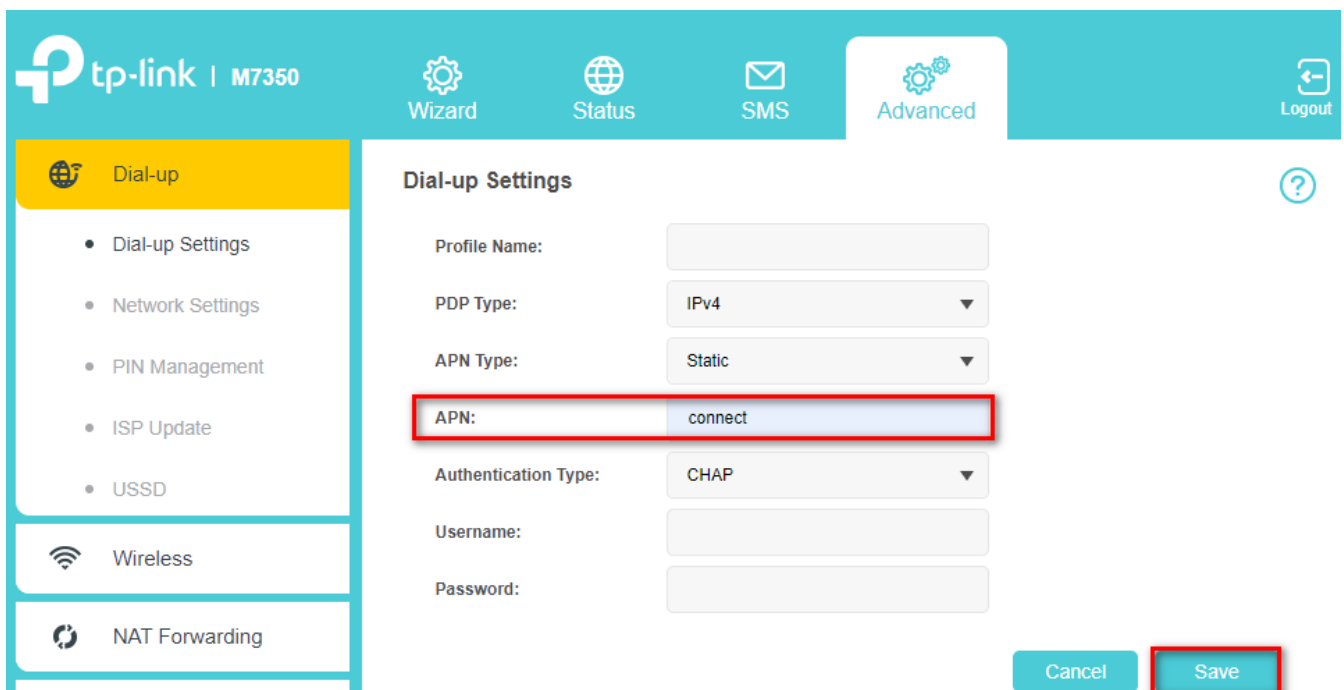 tp-link | M7350
Wizard
Status
SMS
Advanced
Logout
Dial-up
Dial-up Settings
Network Settings
PIN Management
ISP Update
USSD
Wireless
NAT Forwarding
Dial-up Settings
?
Profile Name:
PDP Type: IPv4
APN Type: Static
APN: connect
Authentication Type: CHAP
Username:
Password:
Cancel Save